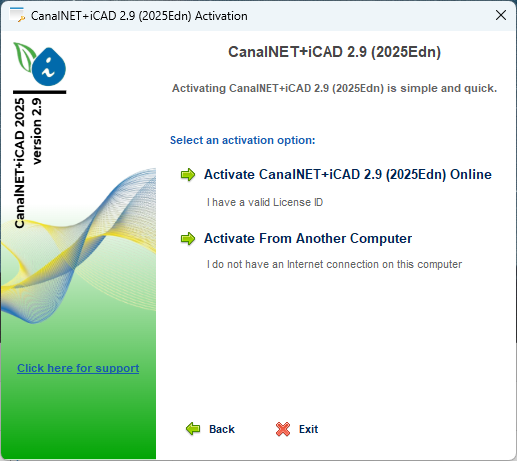 CanalNET+iCAD 2.9 (2025Edn) Activation
CanalNET+iCAD 2025
version 2.9
CanalNET+iCAD 2.9 (2025Edn)
Activating CanalNET+iCAD 2.9 (2025Edn) is simple and quick.
Select an activation option:
Activate CanalNET+iCAD 2.9 (2025Edn) Online
I have a valid License ID
Activate From Another Computer
I do not have an Internet connection on this computer
Click here for support
Back
Exit